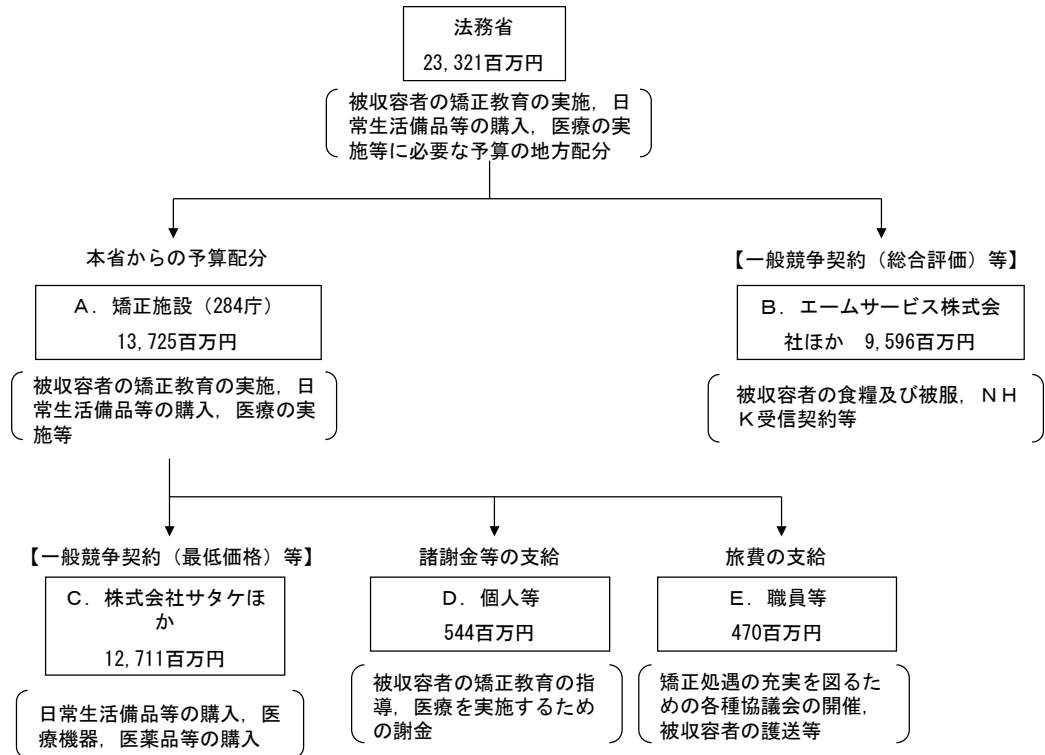 法務省
23,321百万円
被収容者の矯正教育の実施，日
常生活備品等の購入，医療の実
施等に必要な予算の地方配分
本省からの予算配分
【一般競争契約（総合評価）等】
Ａ．矯正施設（284庁）
13,725百万円
Ｂ．エームサービス株式会
社ほか　9,596百万円
被収容者の矯正教育の実施，日
常生活備品等の購入，医療の実
施等
被収容者の食糧及び被服，ＮＨ
Ｋ受信契約等
【一般競争契約（最低価格）等】
諸謝金等の支給
旅費の支給
Ｃ．株式会社サタケほ
か
12,711百万円
Ｄ．個人等
544百万円
Ｅ．職員等
470百万円
日常生活備品等の購入，医
療機器，医薬品等の購入
被収容者の矯正教育の指
導，医療を実施するための
の謝金
矯正処遇の充実を図るた
めの各種協議会の開催，
被収容者の護送等